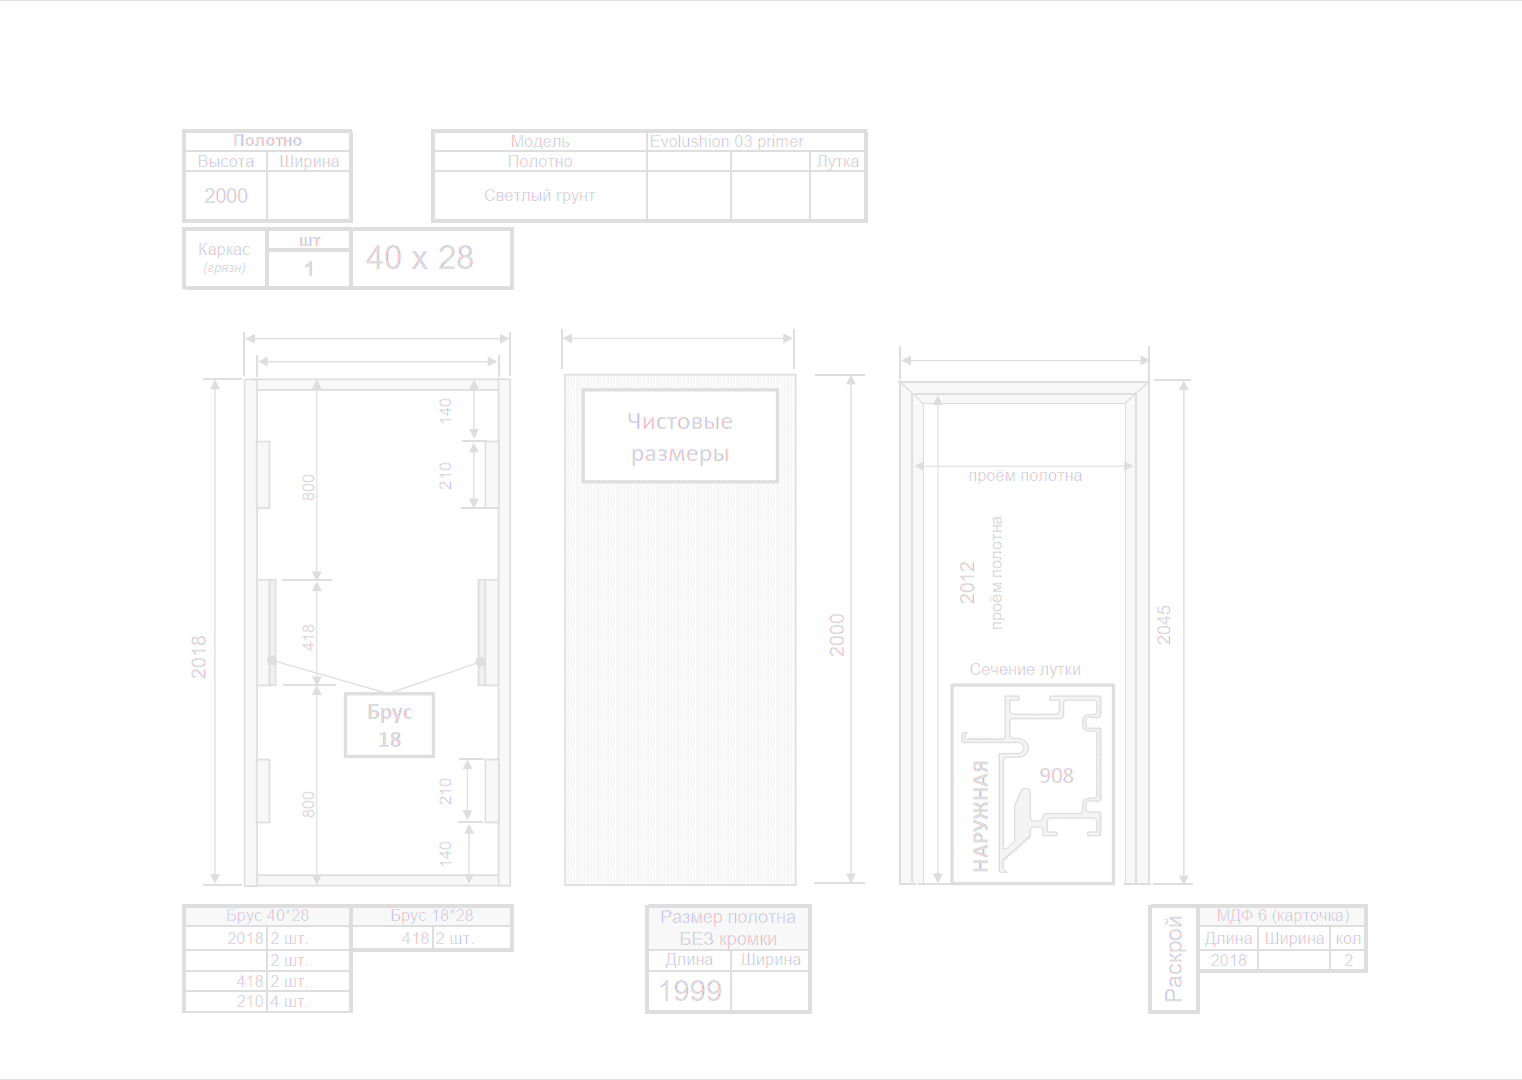 Полотно
Высота Ширина
2000
Модель Evolushion 03 primer
Полотно Лутка
Светлый грунт
Каркас
(грязн)
шт
1
40 x 28
2018
800
418
800
140
210
210
140
Брус
18
Чистовые
размеры
2000
проём полотна
2012
проём полотна
2045
Сечение лутки
НАРУЖНАЯ
908
Брус 40*28 Брус 18*28
2018 2 шт. 418 2 шт.
2 шт.
418 2 шт.
210 4 шт.
Размер полотна
БЕЗ кромки
Длина Ширина
1999
Раскрой
МДФ 6 (карточка)
Длина Ширина кол
2018 2